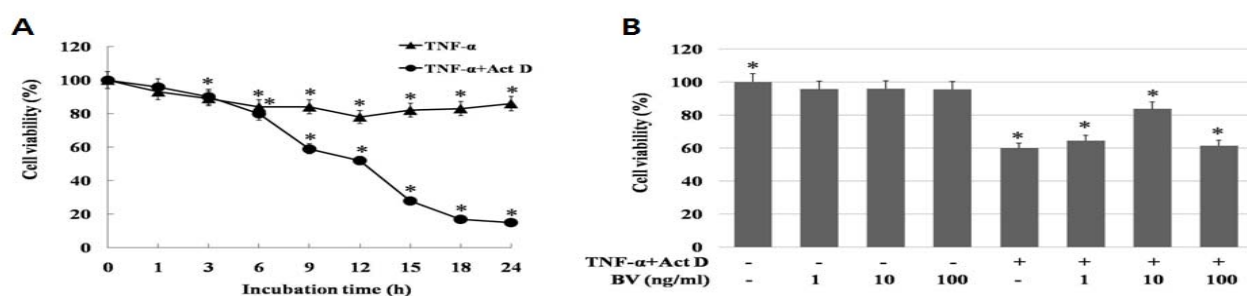 A
TNF-α
TNF-α+Act D
Cell viability (%)
120
100
80
60
40
20
0
* * * * * * *
* * * * * *
0 1 3 6 9 12 15 18 24
Incubation time (h)
B
Cell viability (%)
120
100
80
60
40
20
0
* * * * *
TNF-α+Act D - - - - + + + +
BV (ng/ml) - 1 10 100 - 1 10 100